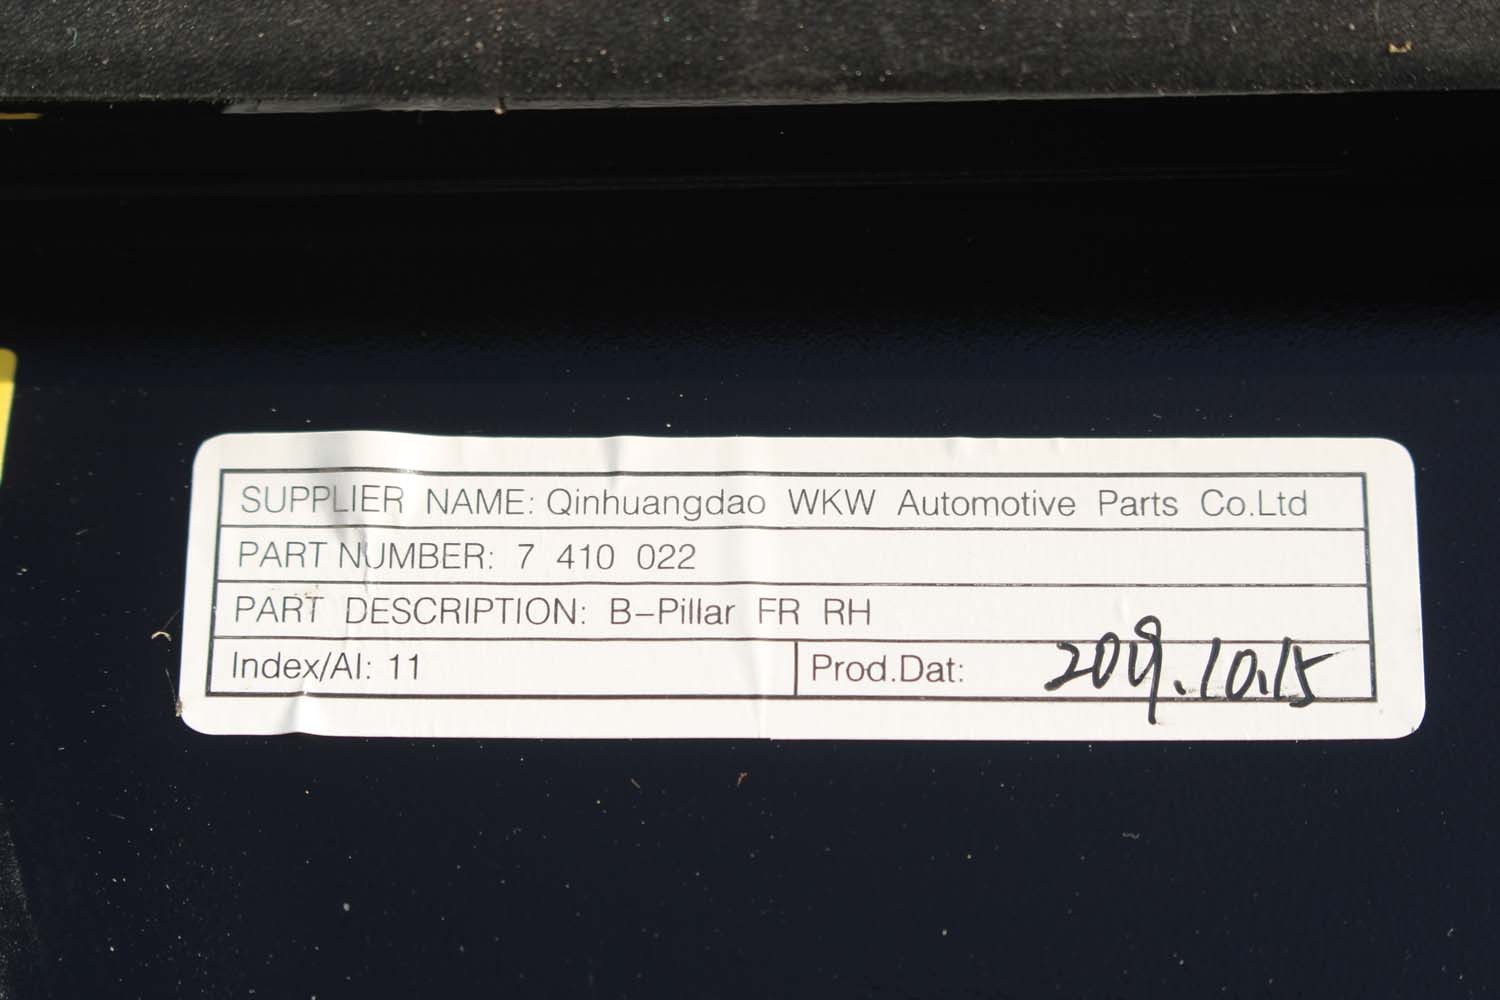 SUPPLIER NAME: Qinhuangdao WKW Automotive Parts Co.Ltd
PART NUMBER: 7 410 022
PART DESCRIPTION: B-Pillar FR RH
Index/AI: 11 Prod.Dat: 2019.10.15